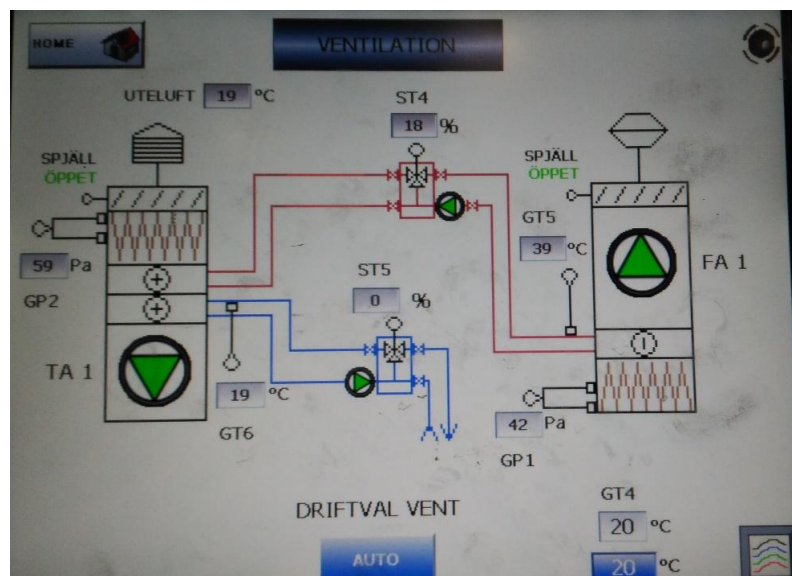 HOME
VENTILATION
UTELUFT 19 °C
ST4
18 %
SPJÄLL
ÖPPET
SPJÄLL
ÖPPET
GT5
39 °C
FA 1
59 Pa
GP2
ST5
0 %
TA 1
19 °C
GT6
42 Pa
GP1
GT4
DRIFTVAL VENT
20 °C
AUTO
20 °C